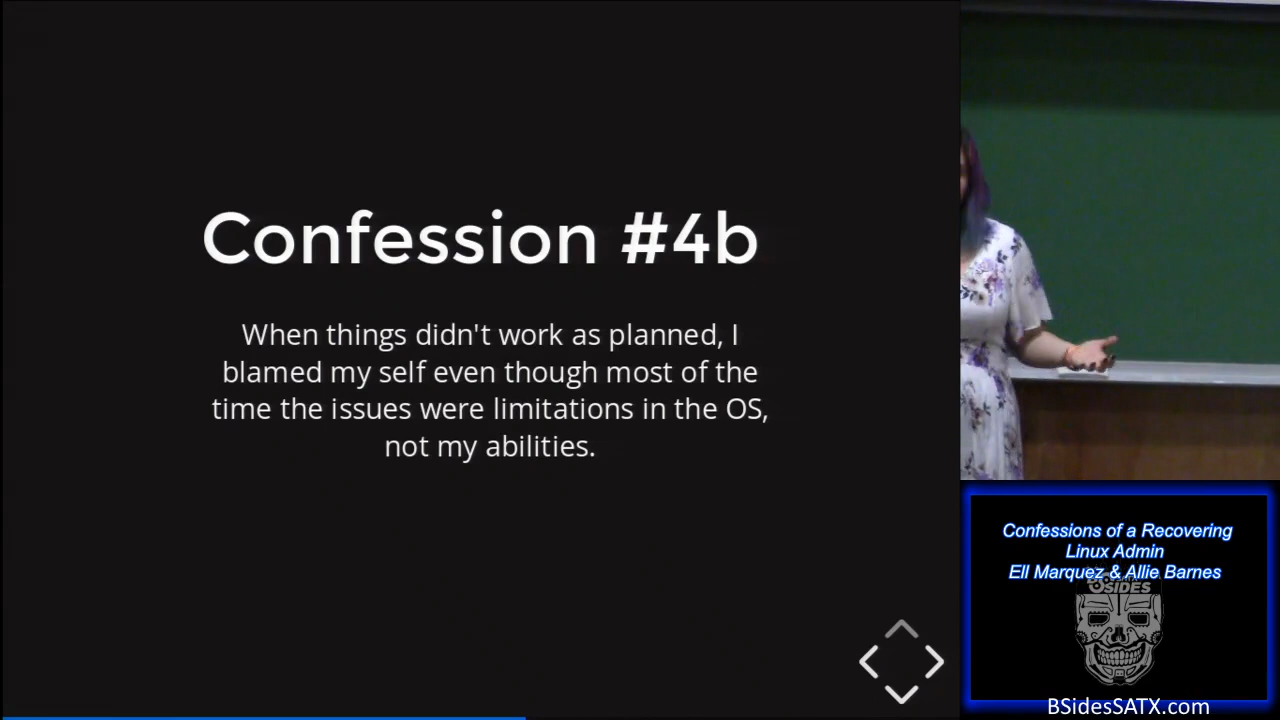 Confession #4b
When things didn't work as planned, I
blamed my self even though most of the
time the issues were limitations in the OS,
not my abilities.
Confessions of a Recovering
Linux Admin
Ell Marquez & Allie Barnes
BSIDES
BSidesSATX.com